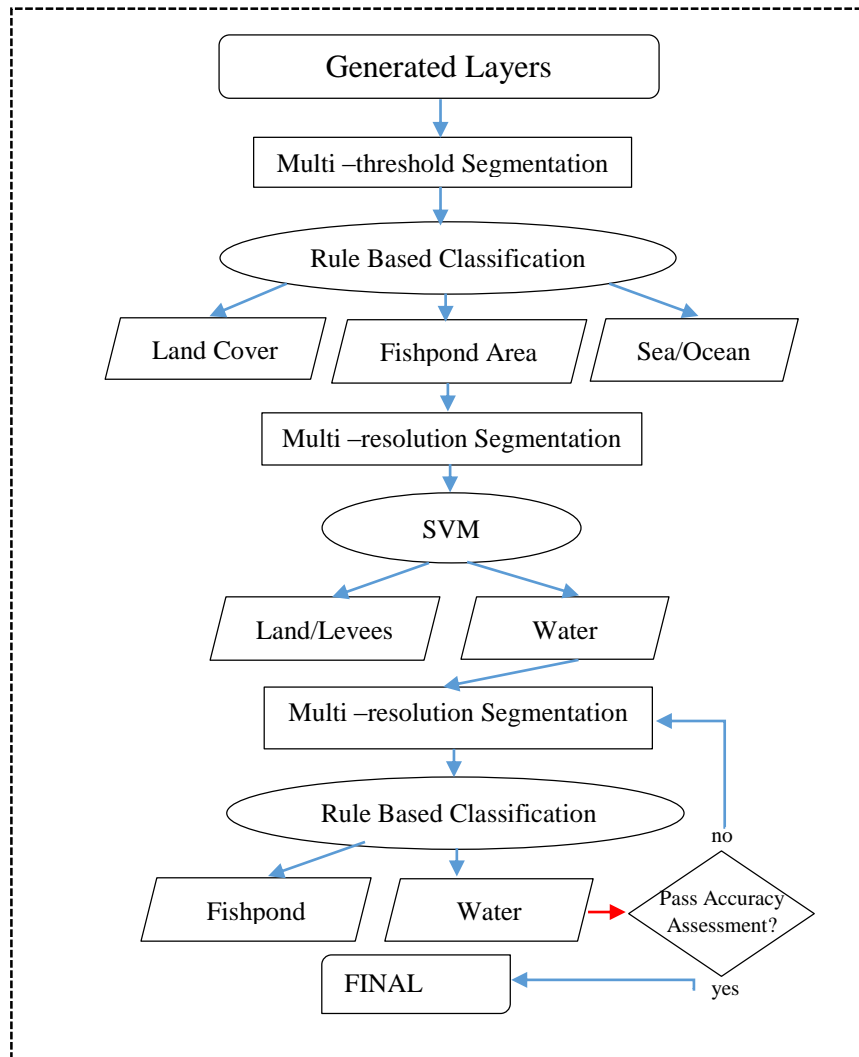 Generated Layers
Multi –threshold Segmentation
Rule Based Classification
Land Cover
Fishpond Area
Sea/Ocean
Multi –resolution Segmentation
SVM
Land/Levees
Water
Multi –resolution Segmentation
Rule Based Classification
no
Fishpond
Water
Pass Accuracy
Assessment?
FINAL
yes